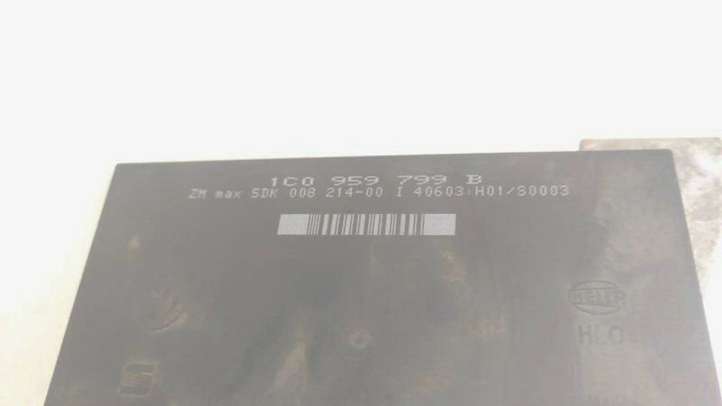 1C0 959 799 B
ZM max 5DK 008 214-00 I 40603 H01/S0003
HELLA